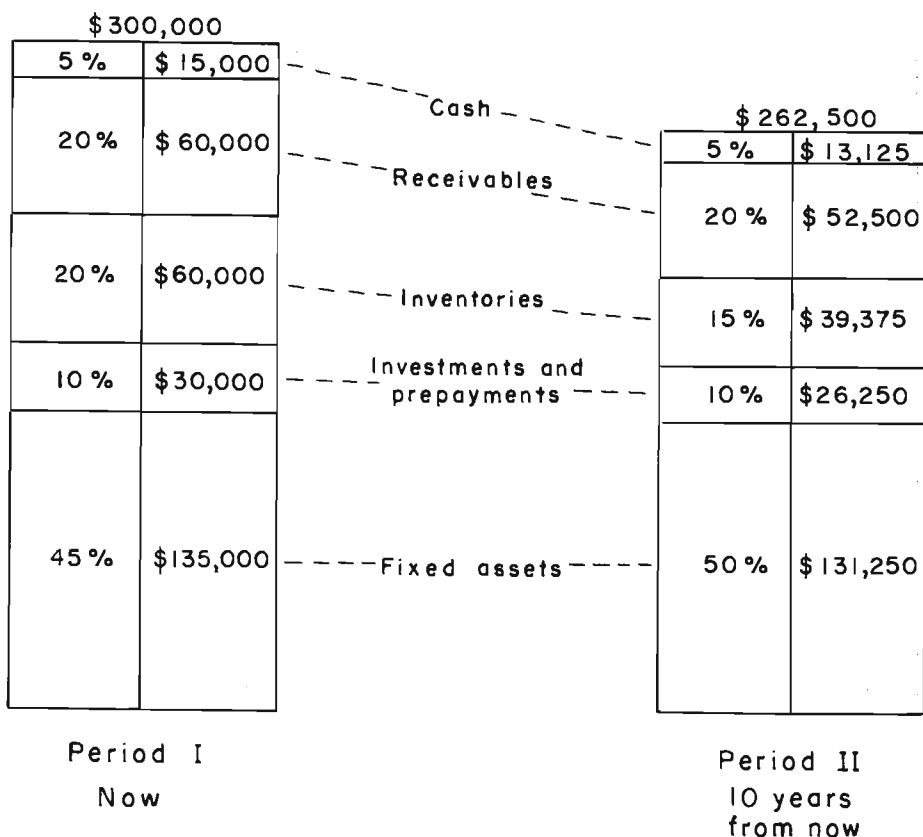 $300,000
5% $15,000
20% $60,000
20% $60,000
10% $30,000
45% $135,000
Period I
Now
Cash
Receivables
Inventories
Investments and
prepayments
Fixed assets
$262,500
5% $13,125
20% $52,500
15% $39,375
10% $26,250
50% $131,250
Period II
10 years
from now